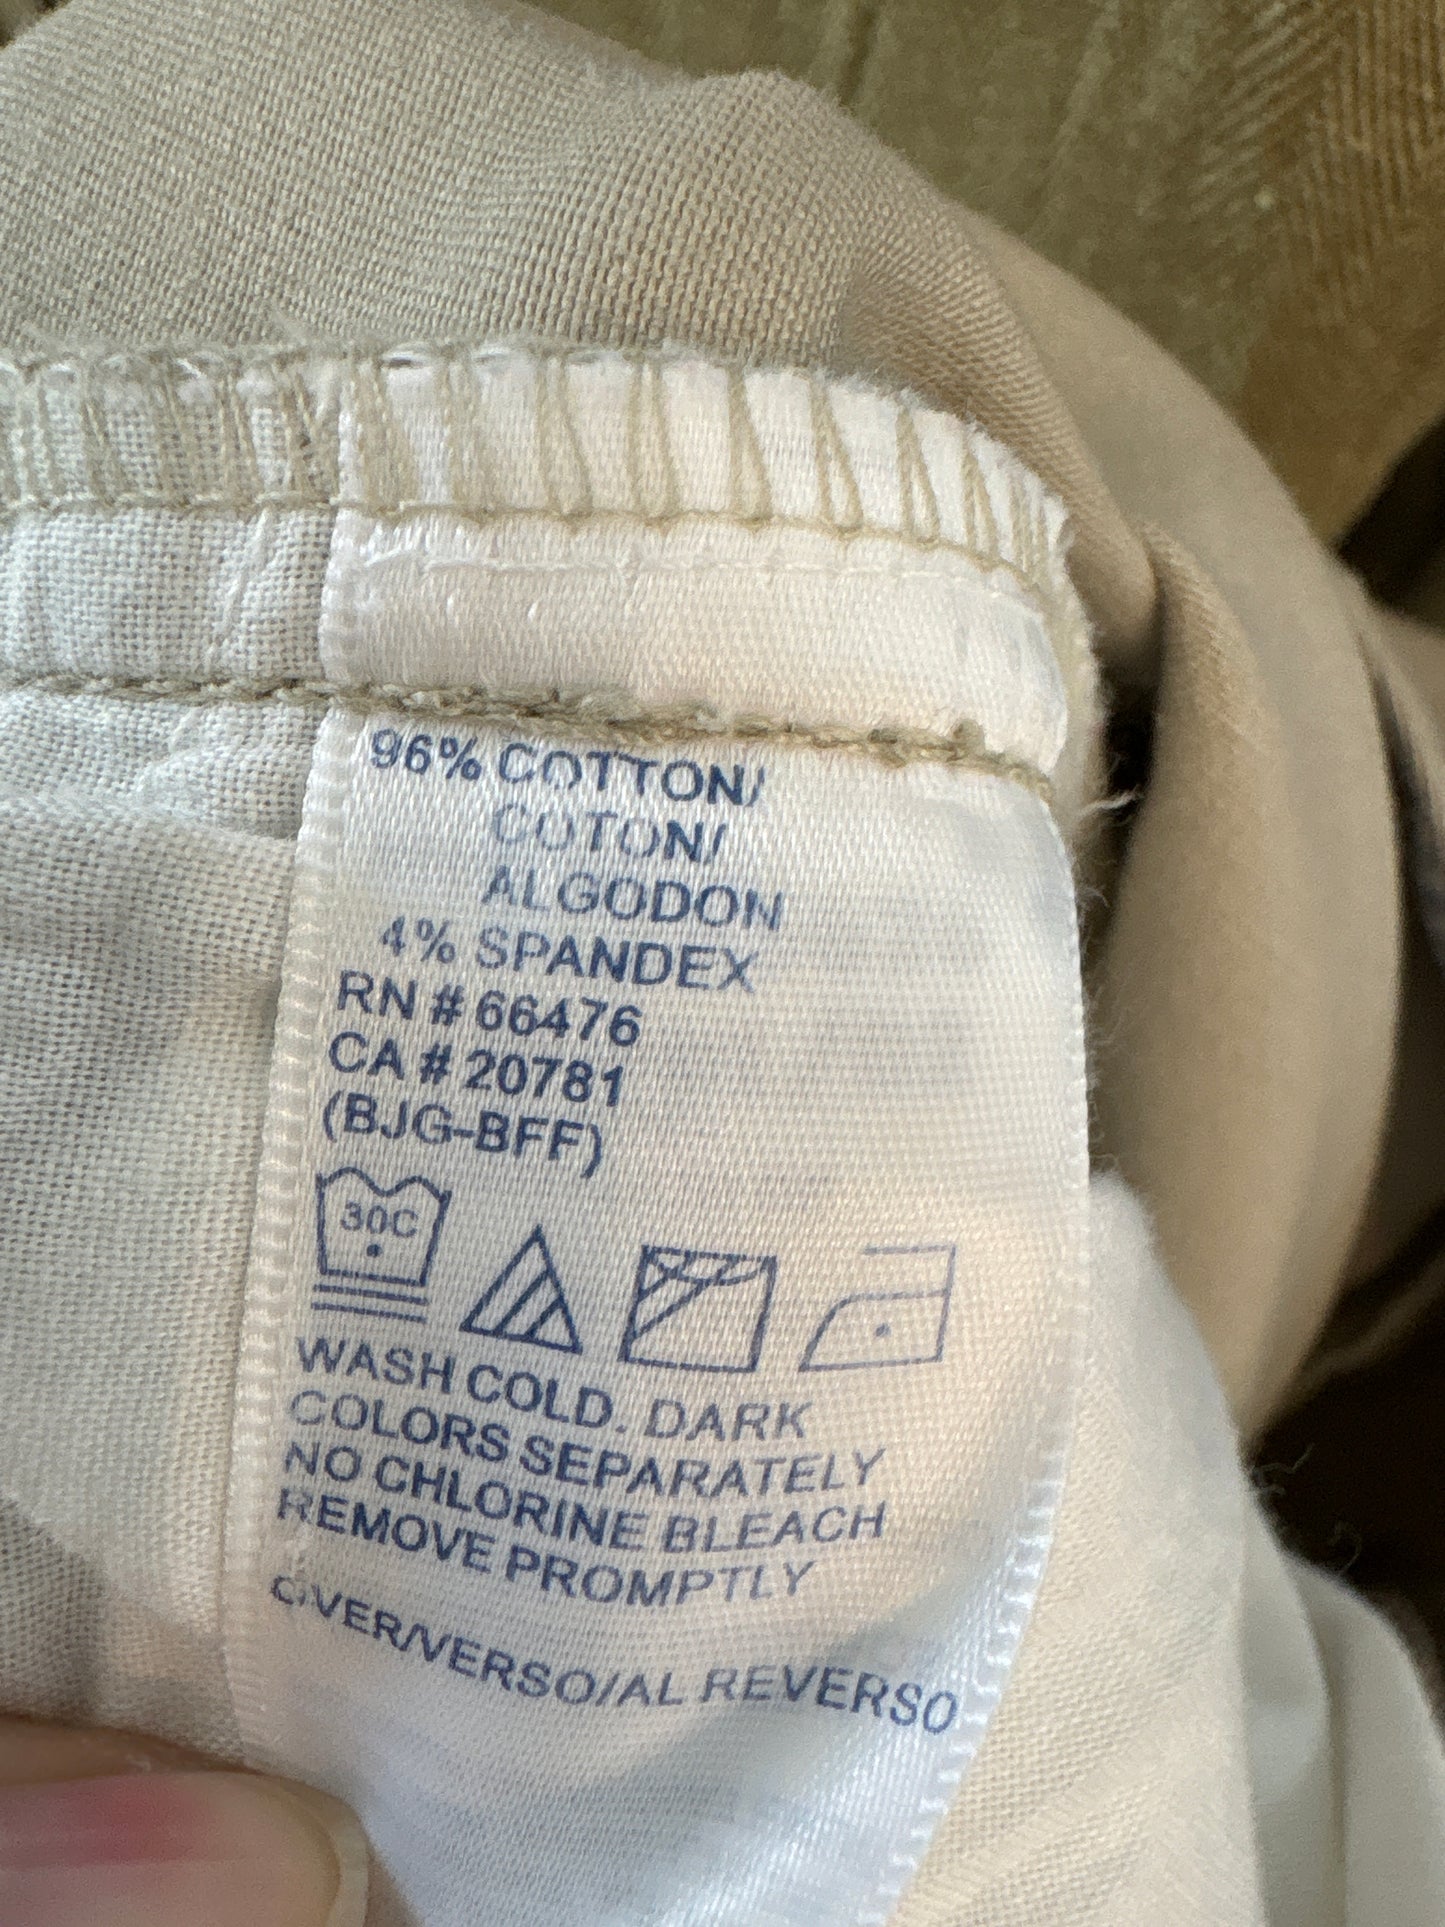 96% COTTON/
COTON/
ALGODON
4% SPANDEX
RN # 66476
CA # 20781
(BJG-BFF)
30C
WASH COLD. DARK
COLORS SEPARATELY
NO CHLORINE BLEACH
REMOVE PROMPTLY
OVER/VERSO/AL REVERSO